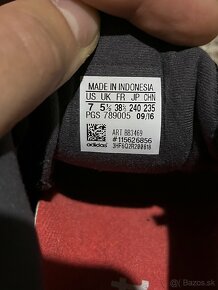 MADE IN INDONESIA
US UK FR JP CHN
7 5½ 38⅔ 240 235
PGS 789005 09/16
ART BB3469
#115626856
adidas
3HF6Q2R200818
Bazos.sk